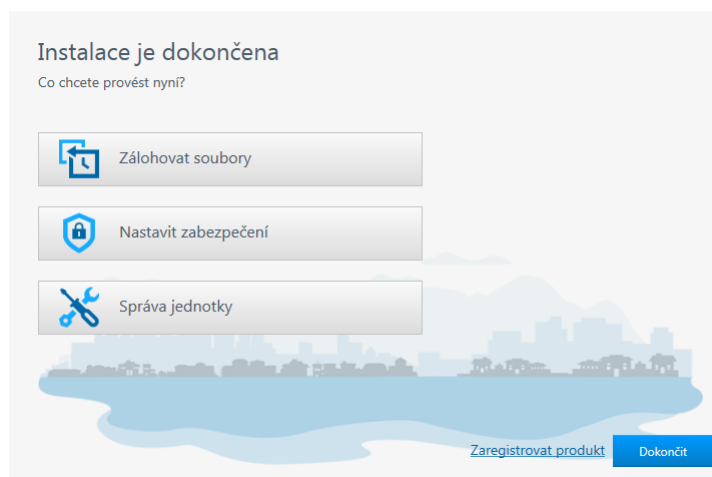 Instalace je dokončena
Co chcete provést nyní?
Zálohovat soubory
Nastavit zabezpečení
Správa jednotky
Zaregistrovat produkt
Dokončit